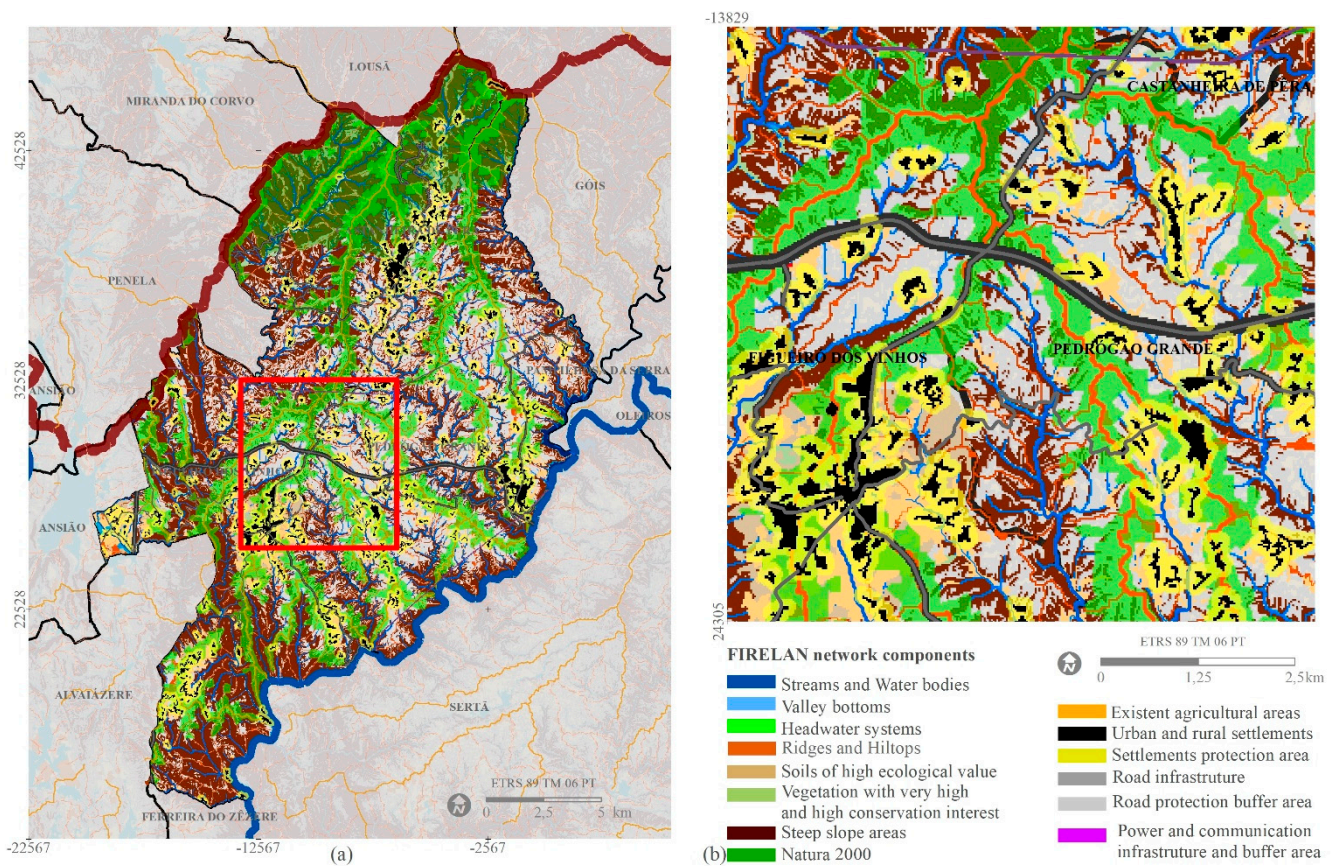 LOUSÃ
MIRANDA DO CORVO
GÓIS
PENELA
ANSIÃO
OLEIROS
ANSIÃO
ALVAIÁZERE
SERTÃ
FERREIRA DO ZÊZERE
42528
32528
22528
-22567
-12567
-2567
ETRS 89 TM 06 PT
0
2,5
5 km
(a)
-13829
24305
CASTANHEIRA DE PÊRA
FIGUEIRÓ DOS VINHOS
PEDRÓGÃO GRANDE
(b)
FIRELAN network components
Streams and Water bodies
Valley bottoms
Headwater systems
Ridges and Hiltops
Soils of high ecological value
Vegetation with very high
and high conservation interest
Steep slope areas
Natura 2000
ETRS 89 TM 06 PT
0
1,25
2,5km
Existent agricultural areas
Urban and rural settlements
Settlements protection area
Road infrastruture
Road protection buffer area
Power and communication
infrastruture and buffer area